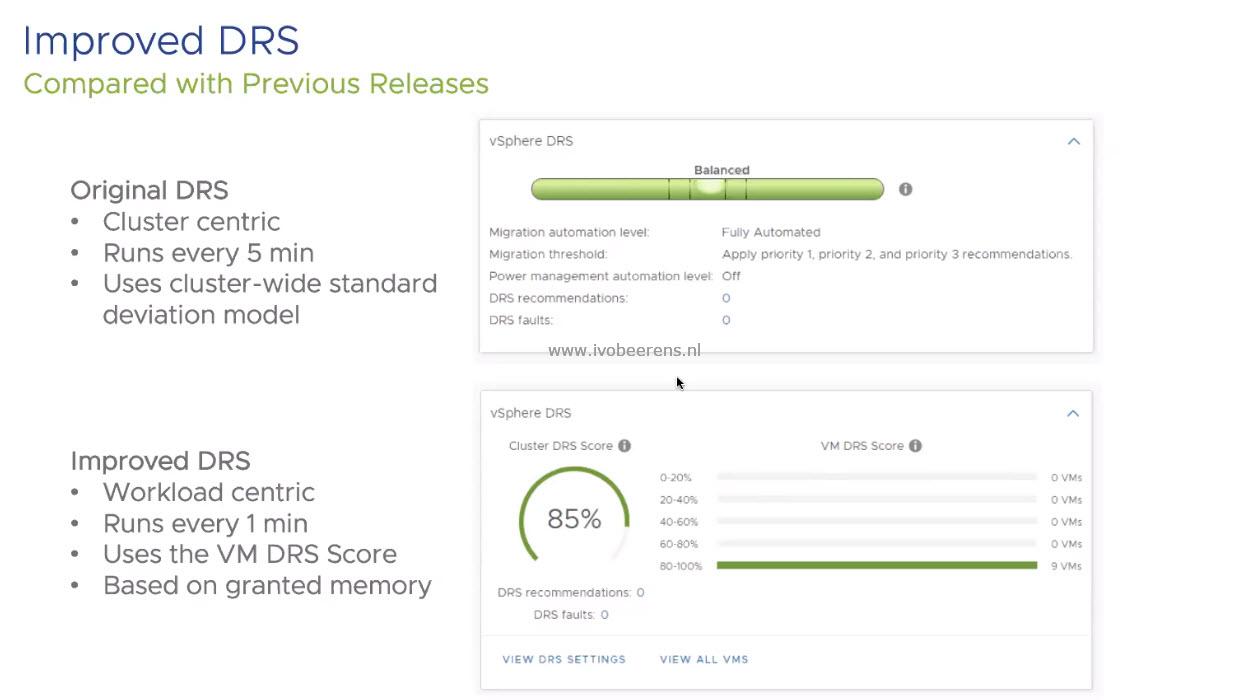 Improved DRS
Compared with Previous Releases
Original DRS
• Cluster centric
• Runs every 5 min
• Uses cluster-wide standard
deviation model
vSphere DRS
Balanced
Migration automation level: Fully Automated
Migration threshold: Apply priority 1, priority 2, and priority 3 recommendations.
Power management automation level: Off
DRS recommendations: 0
DRS faults: 0
www.ivobeerens.nl
Improved DRS
• Workload centric
• Runs every 1 min
• Uses the VM DRS Score
• Based on granted memory
vSphere DRS
Cluster DRS Score
85%
DRS recommendations: 0
DRS faults: 0
VM DRS Score
0-20% 0 VMs
20-40% 0 VMs
40-60% 0 VMs
60-80% 0 VMs
80-100% 9 VMs
VIEW DRS SETTINGS VIEW ALL VMS